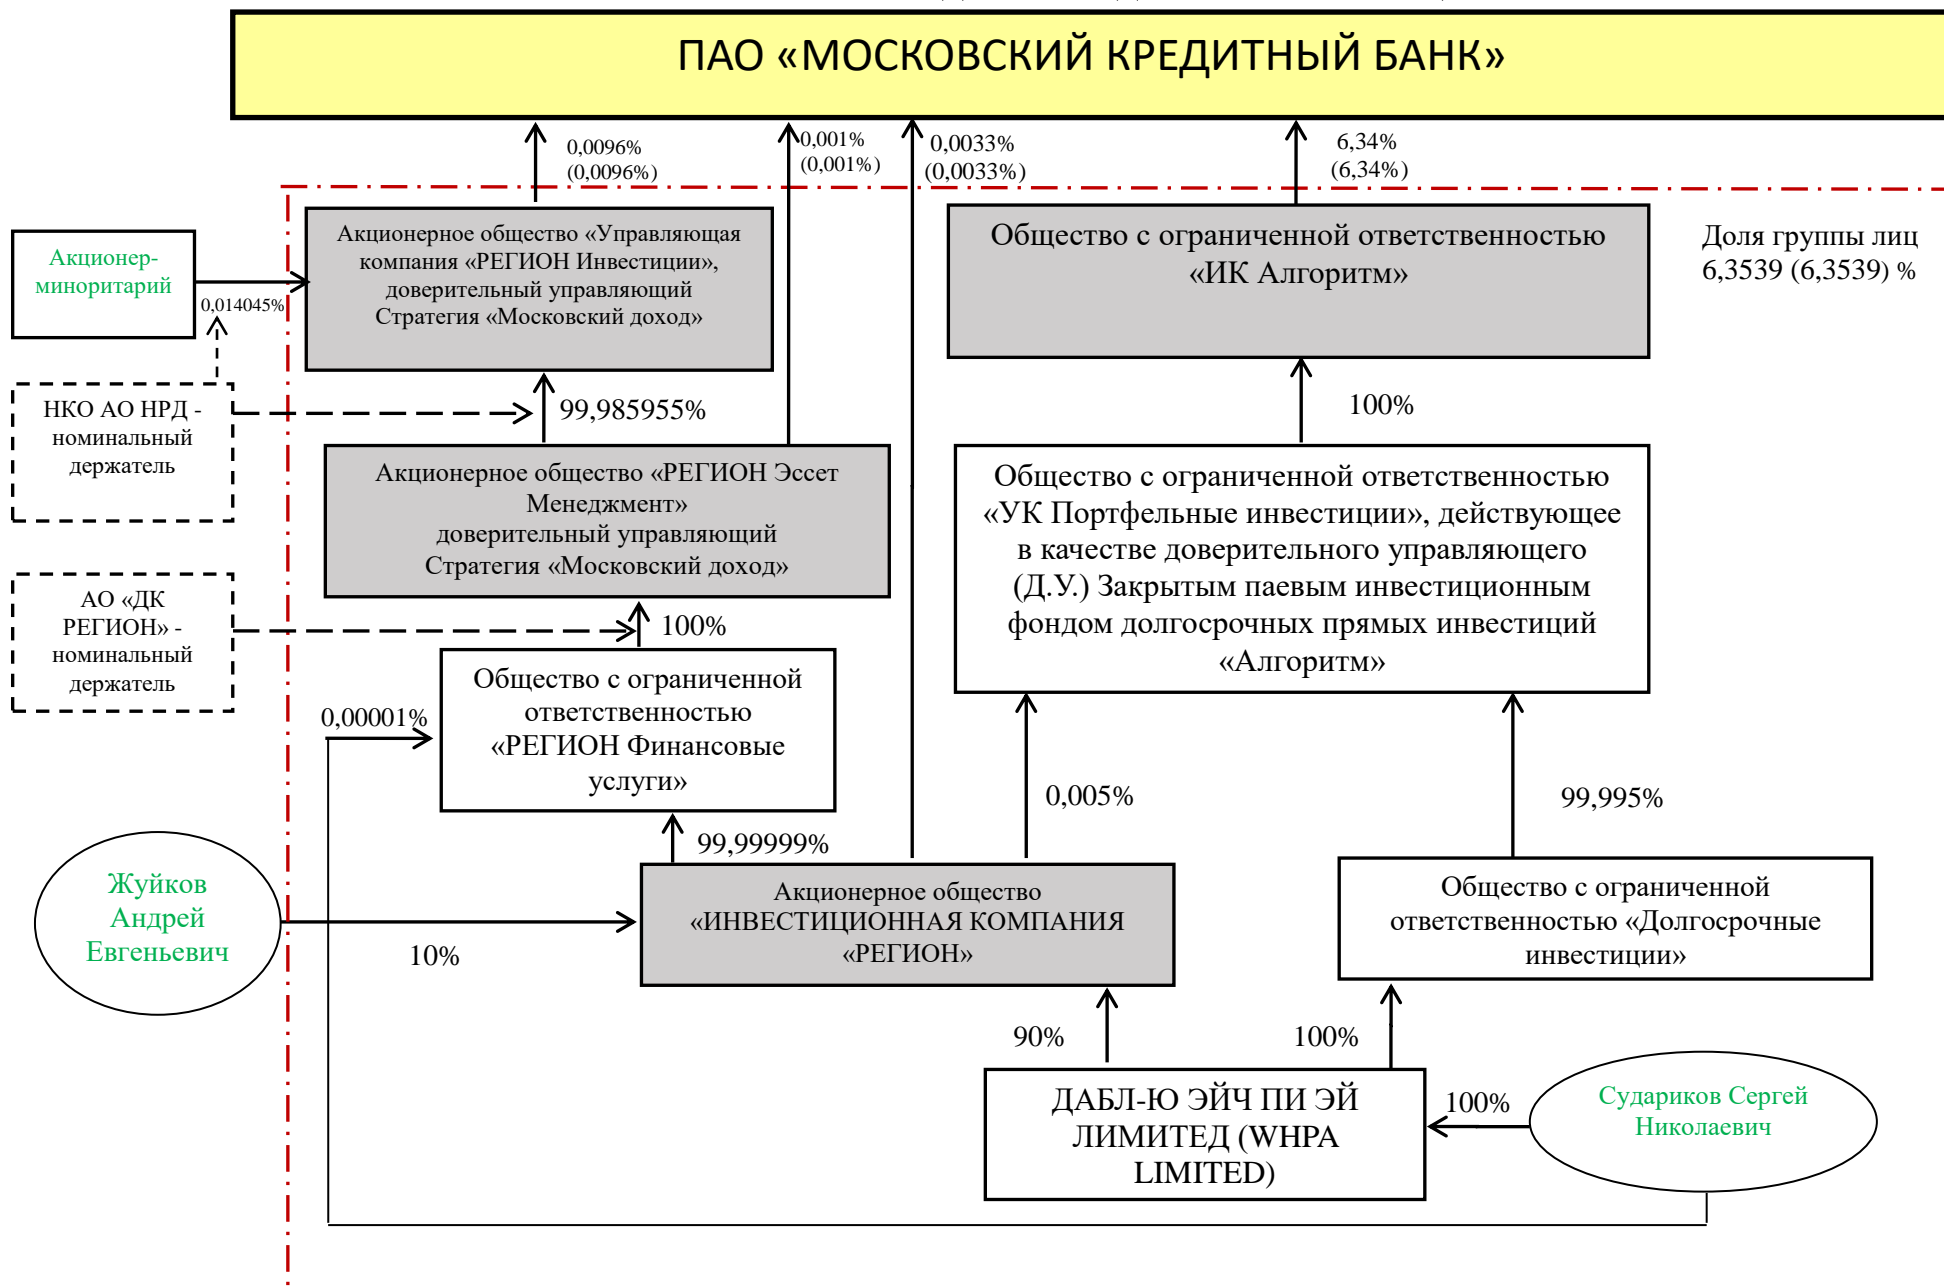 ПАО «МОСКОВСКИЙ КРЕДИТНЫЙ БАНК»
0,0096%
(0,0096%)
0,001%
(0,001%)
0,0033%
(0,0033%)
6,34%
(6,34%)
Акционер-
миноритарий
0,014045%
Акционерное общество «Управляющая
компания «РЕГИОН Инвестиции»,
доверительный управляющий
Стратегия «Московский доход»
Общество с ограниченной ответственностью
«ИК Алгоритм»
Доля группы лиц
6,3539 (6,3539) %
НКО АО НРД -
номинальный
держатель
99,985955%
100%
Акционерное общество «РЕГИОН Эссет
Менеджмент»
доверительный управляющий
Стратегия «Московский доход»
Общество с ограниченной ответственностью
«УК Портфельные инвестиции», действующее
в качестве доверительного управляющего
(Д.У.) Закрытым паевым инвестиционным
фондом долгосрочных прямых инвестиций
«Алгоритм»
АО «ДК
РЕГИОН» -
номинальный
держатель
100%
0,00001%
Общество с ограниченной
ответственностью
«РЕГИОН Финансовые
услуги»
0,005%
99,995%
99,99999%
Жуйков
Андрей
Евгеньевич
10%
Акционерное общество
«ИНВЕСТИЦИОННАЯ КОМПАНИЯ
«РЕГИОН»
Общество с ограниченной
ответственностью «Долгосрочные
инвестиции»
90%
100%
ДАБЛ-Ю ЭЙЧ ПИ ЭЙ
ЛИМИТЕД (WHPA
LIMITED)
100%
Судариков Сергей
Николаевич